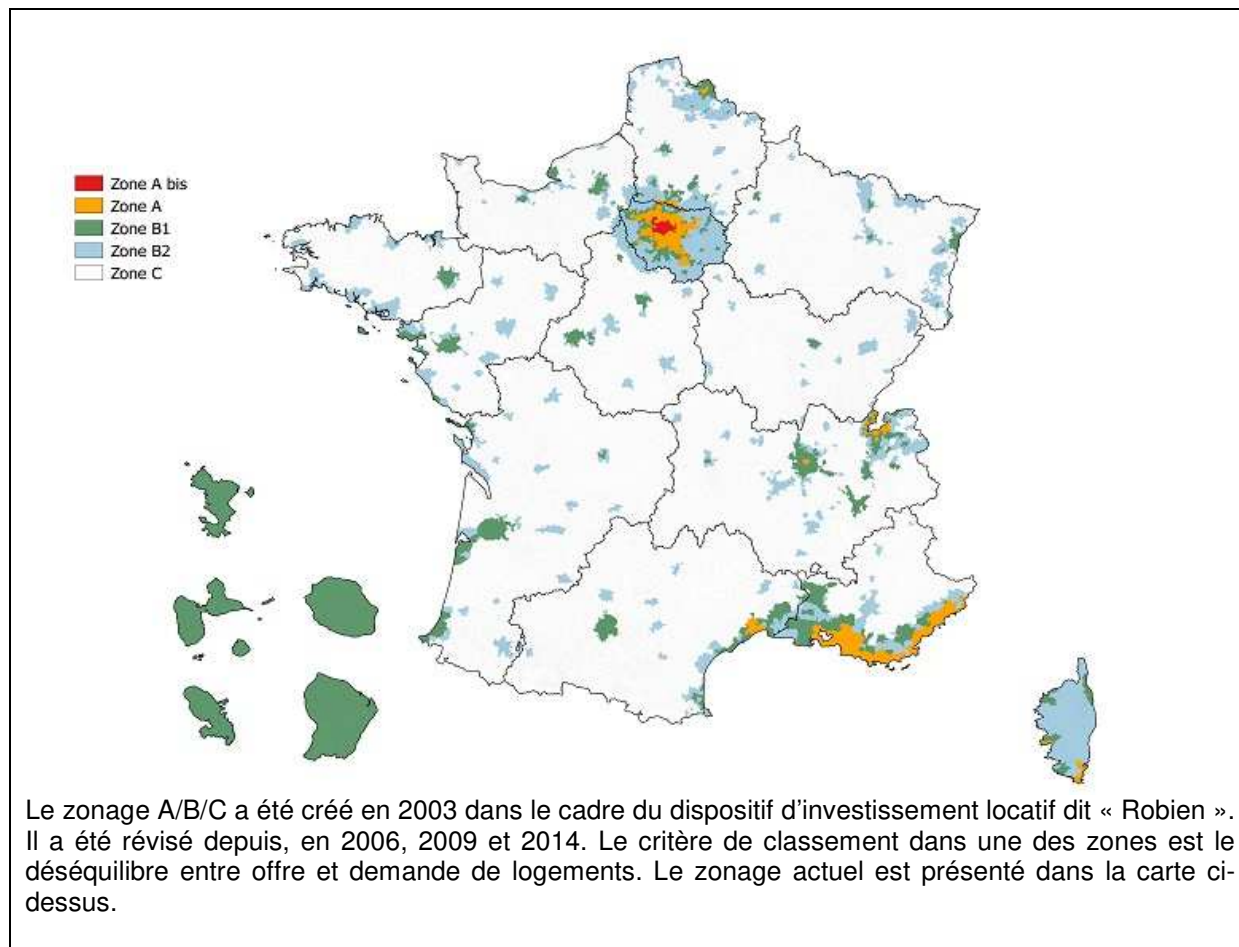 Zone A bis
Zone A
Zone B1
Zone B2
Zone C
Le zonage A/B/C a été créé en 2003 dans le cadre du dispositif d’investissement locatif dit « Robien ».
Il a été révisé depuis, en 2006, 2009 et 2014. Le critère de classement dans une des zones est le
déséquilibre entre offre et demande de logements. Le zonage actuel est présenté dans la carte ci-
dessus.